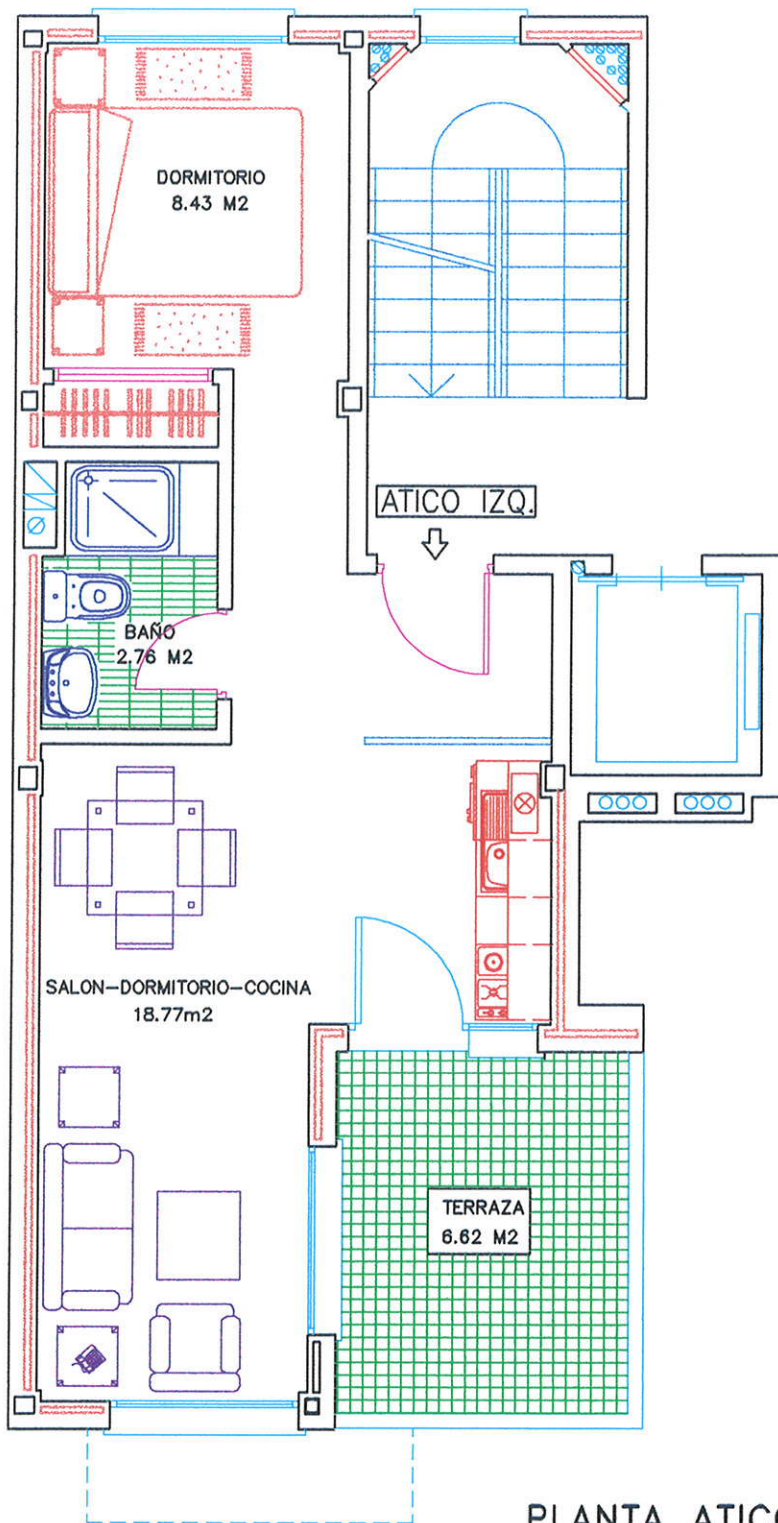 DORMITORIO
8.43 M2
ATICO IZQ.
BAÑO
2.76 M2
SALON-DORMITORIO-COCINA
18.77m2
TERRAZA
6.62 M2
PLANTA ATICO